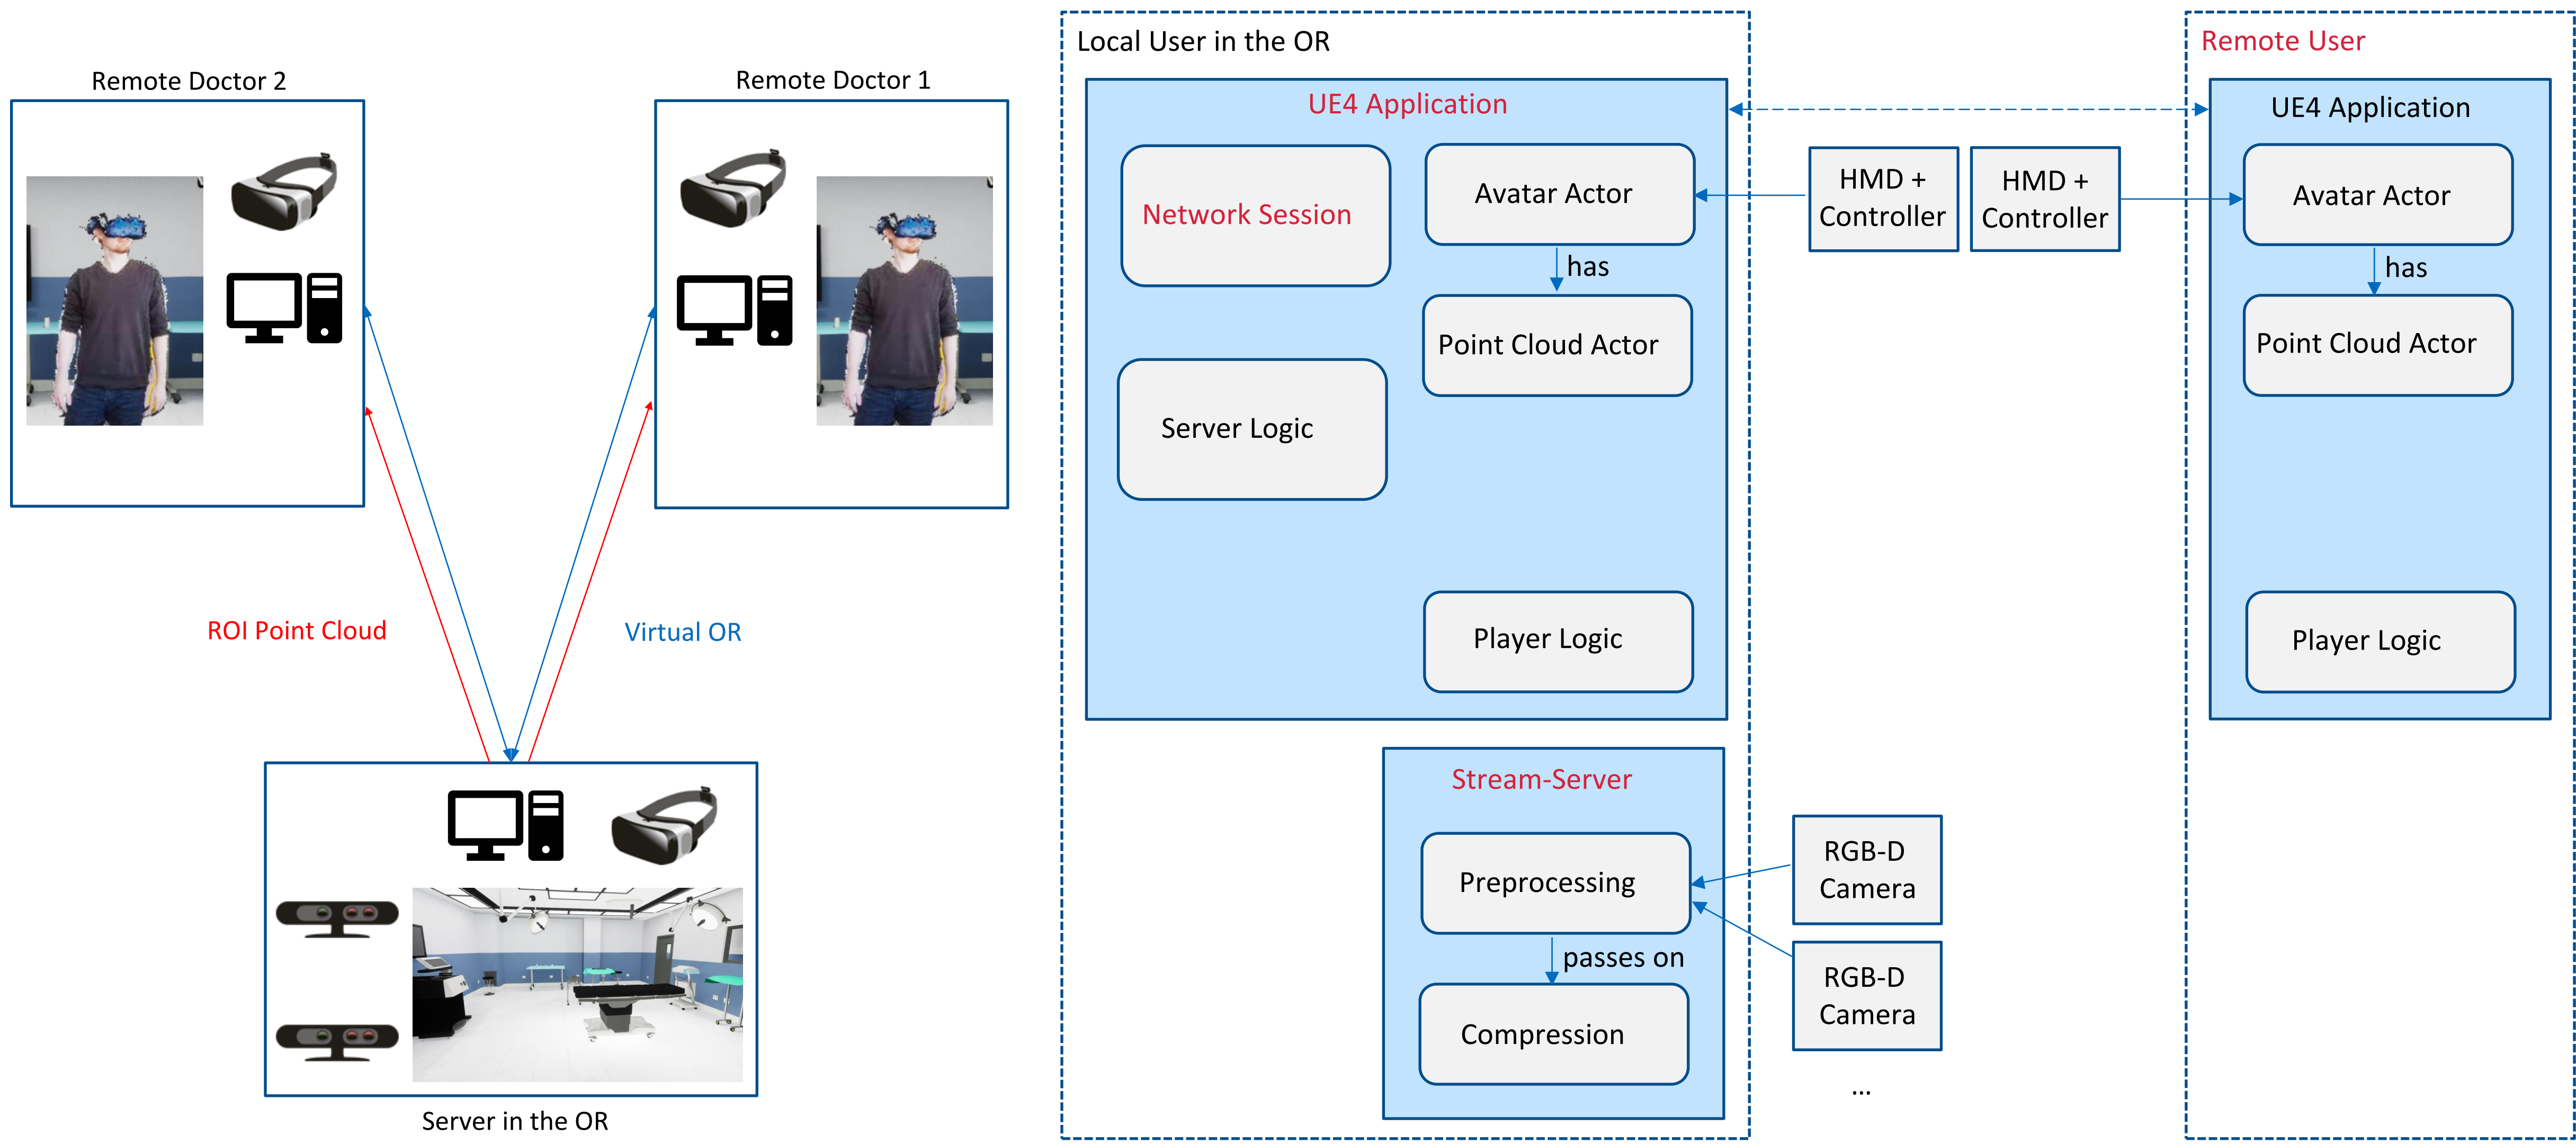 Remote Doctor 2
Remote Doctor 1
ROI Point Cloud
Virtual OR
Server in the OR
Local User in the OR
UE4 Application
Network Session
Avatar Actor
has
Point Cloud Actor
Server Logic
Player Logic
Stream-Server
Preprocessing
passes on
Compression
HMD +
Controller
HMD +
Controller
RGB-D
Camera
RGB-D
Camera
...
Remote User
UE4 Application
Avatar Actor
has
Point Cloud Actor
Player Logic